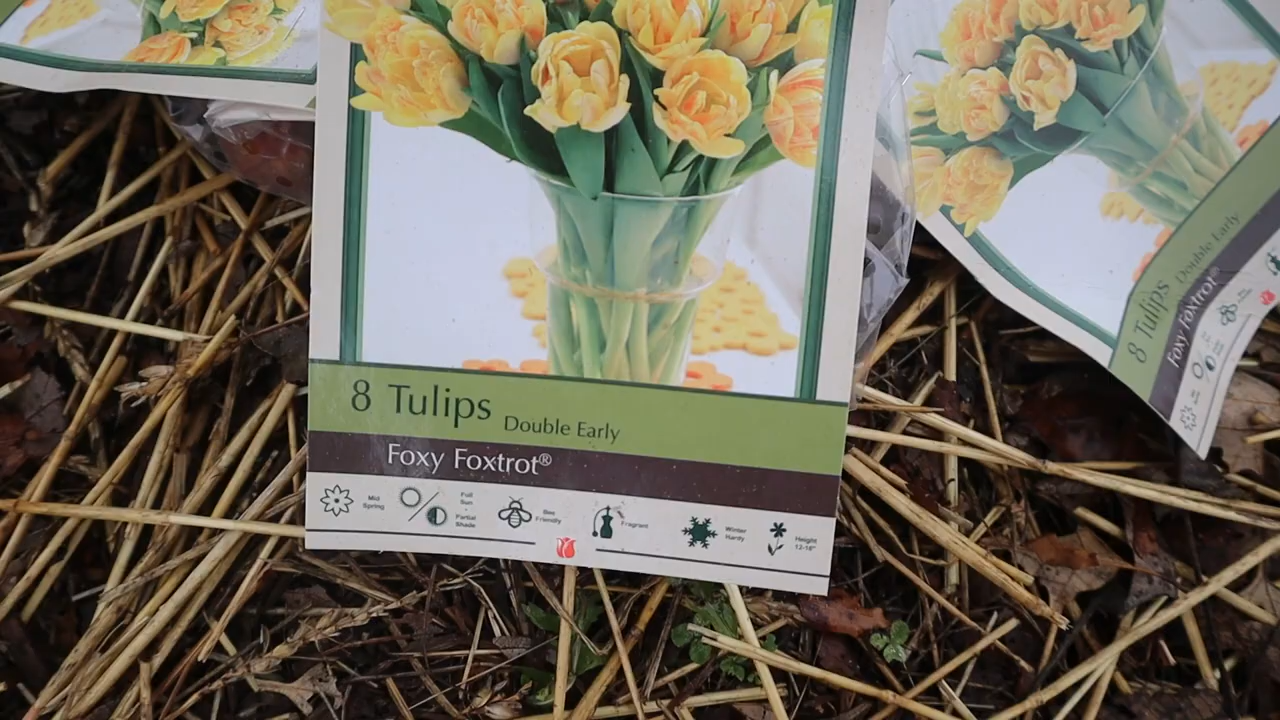 8 Tulips Double Early
Foxy Foxtrot®
Mid Spring
Full Sun - Partial Shade
Bee Friendly
Fragrant
Winter Hardy
Height 12-18"
8 Tulips Double Early
Foxy Foxtrot®